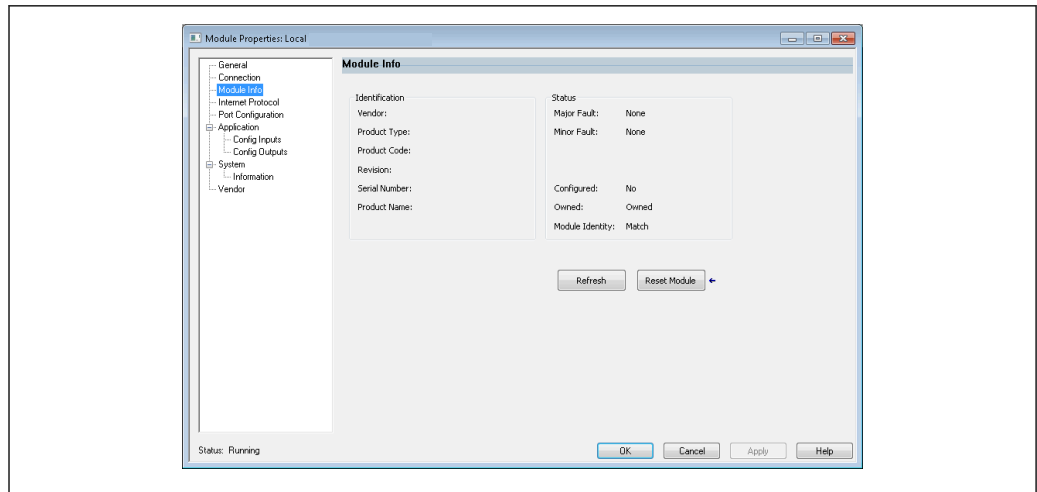 Module Properties: Local
General
Connection
Module Info
Internet Protocol
Port Configuration
Application
Config Inputs
Config Outputs
System
Information
Vendor
Module Info
Identification
Vendor:
Product Type:
Product Code:
Revision:
Serial Number:
Product Name:
Status
Major Fault: None
Minor Fault: None
Configured: No
Owned: Owned
Module Identity: Match
Refresh Reset Module
Status: Running
OK Cancel Apply Help